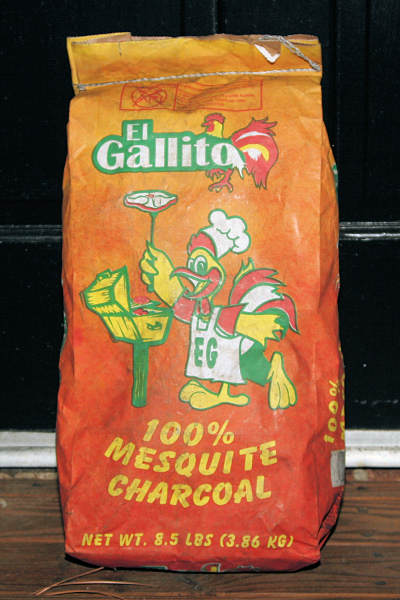 El
Gallito
EG
100%
MESQUITE
CHARCOAL
NET WT. 8.5 LBS (3.86 KG)
100%